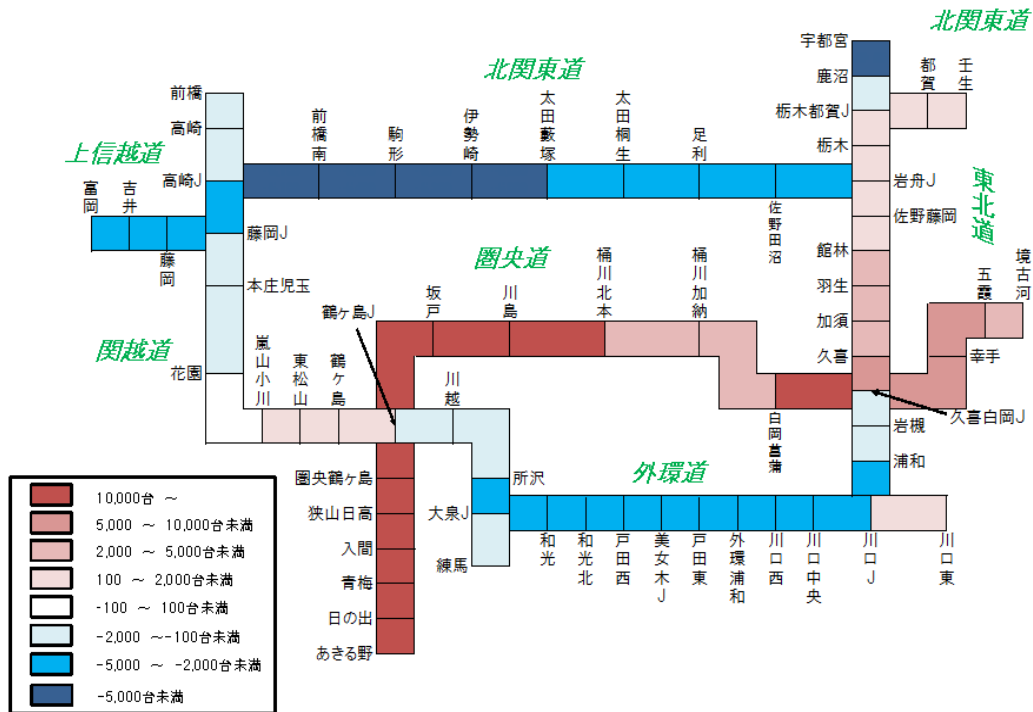 北関東道
宇都宮
北関東道
都賀
壬生
鹿沼
前橋
太田藪塚
太田桐生
栃木都賀J
前橋南
駒形
伊勢崎
足利
高崎
栃木
上信越道
高崎J
岩舟J
東北道
富岡
吉井
佐野田沼
佐野藤岡
藤岡J
藤岡
圏央道
桶川北本
桶川加納
館林
境古河
五霞
本庄児玉
鶴ヶ島J
坂戸
川島
羽生
関越道
加須
嵐山小川
東松山
鶴ヶ島
久喜
幸手
花園
川越
白岡菖蒲
久喜白岡J
岩槻
浦和
圏央鶴ヶ島
所沢
外環道
狭山日高
大泉J
入間
和光
和光北
戸田西
美女木J
戸田東
外環浦和
川口西
川口中央
川口J
川口東
練馬
青梅
日の出
あきる野
10,000台 ～
5,000 ～ 10,000台未満
2,000 ～ 5,000台未満
100 ～ 2,000台未満
-100 ～ 100台未満
-2,000 ～-100台未満
-5,000 ～ -2,000台未満
-5,000台未満